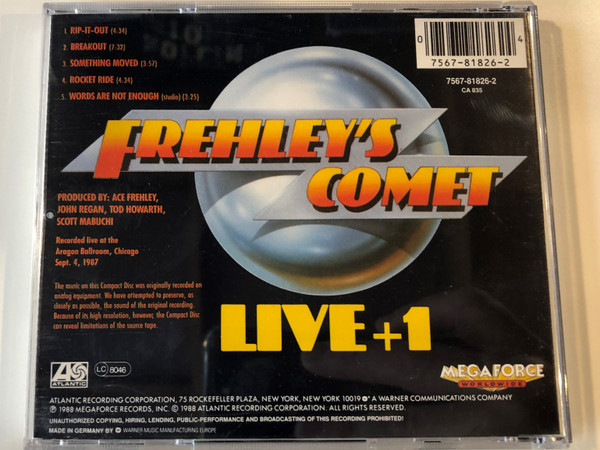 1. RIP-IT-OUT (4:34)
2. BREAKOUT (7:32)
3. SOMETHING MOVED (3:57)
4. ROCKET RIDE (4:34)
5. WORDS ARE NOT ENOUGH (studio) (3:25)
0 4
7567-81826-2
7567-81826-2
CA 835
FREHLEY'S
COMET
PRODUCED BY: ACE FREHLEY,
JOHN REGAN, TOD HOWARTH,
SCOTT MABUCHI
Recorded live at the
Aragon Ballroom, Chicago
Sept. 4, 1987
The music on this Compact Disc was originally recorded on
analog equipment. We have attempted to preserve, as
closely as possible, the sound of the original recording.
Because of its high resolution, however, the Compact Disc
can reveal limitations of the source tape.
LIVE+1
ATLANTIC
LC 8046
MEGAFORCE
WORLDWIDE
ATLANTIC RECORDING CORPORATION, 75 ROCKEFELLER PLAZA, NEW YORK, NEW YORK 10019 A WARNER COMMUNICATIONS COMPANY
℗ 1988 MEGAFORCE RECORDS, INC. © 1988 ATLANTIC RECORDING CORPORATION. ALL RIGHTS RESERVED.
UNAUTHORIZED COPYING, HIRING, LENDING, PUBLIC-PERFORMANCE AND BROADCASTING OF THIS RECORDING PROHIBITED!
MADE IN GERMANY BY WARNER MUSIC MANUFACTURING EUROPE